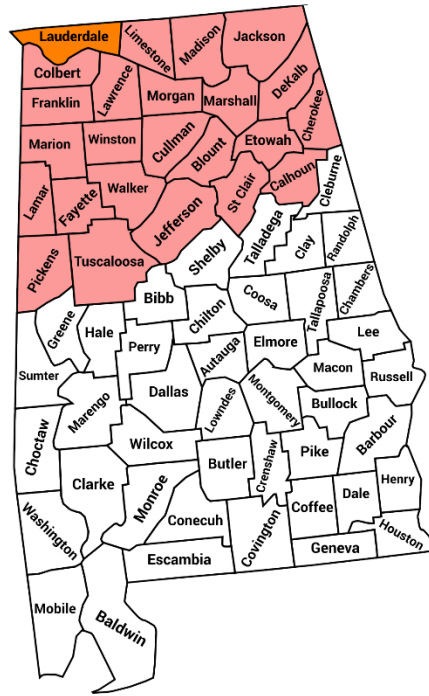 Lauderdale
Limestone
Madison
Jackson
Colbert
Lawrence
Morgan
Marshall
DeKalb
Franklin
Cherokee
Marion
Winston
Cullman
Blount
Etowah
Lamar
Fayette
Walker
Jefferson
St Clair
Calhoun
Cleburne
Pickens
Tuscaloosa
Shelby
Talladega
Clay
Randolph
Bibb
Greene
Hale
Perry
Chilton
Coosa
Tallapoosa
Chambers
Sumter
Autauga
Elmore
Lee
Macon
Russell
Marengo
Dallas
Lowndes
Montgomery
Bullock
Choctaw
Wilcox
Butler
Crenshaw
Pike
Barbour
Clarke
Monroe
Conecuh
Covington
Coffee
Dale
Henry
Washington
Escambia
Geneva
Houston
Mobile
Baldwin